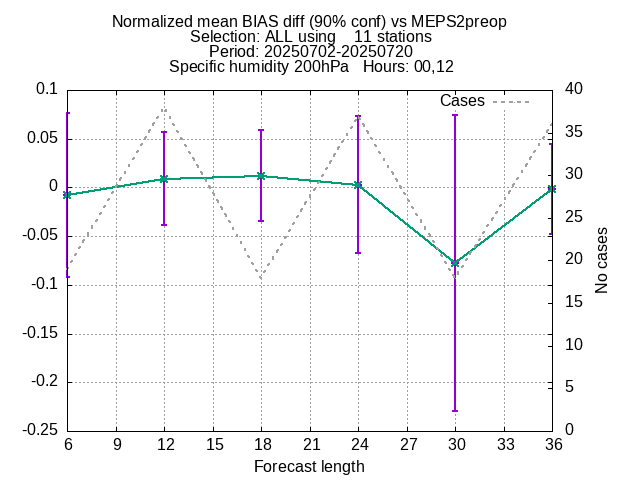 Normalized mean BIAS diff (90% conf) vs MEPS2preop
Selection: ALL using    11 stations
Period: 20250702-20250720
Specific humidity 200hPa   Hours: 00,12
Cases
0.1
0.05
0
-0.05
-0.1
-0.15
-0.2
-0.25
40
35
30
25
20
15
10
5
0
No cases
6 9 12 15 18 21 24 27 30 33 36
Forecast length